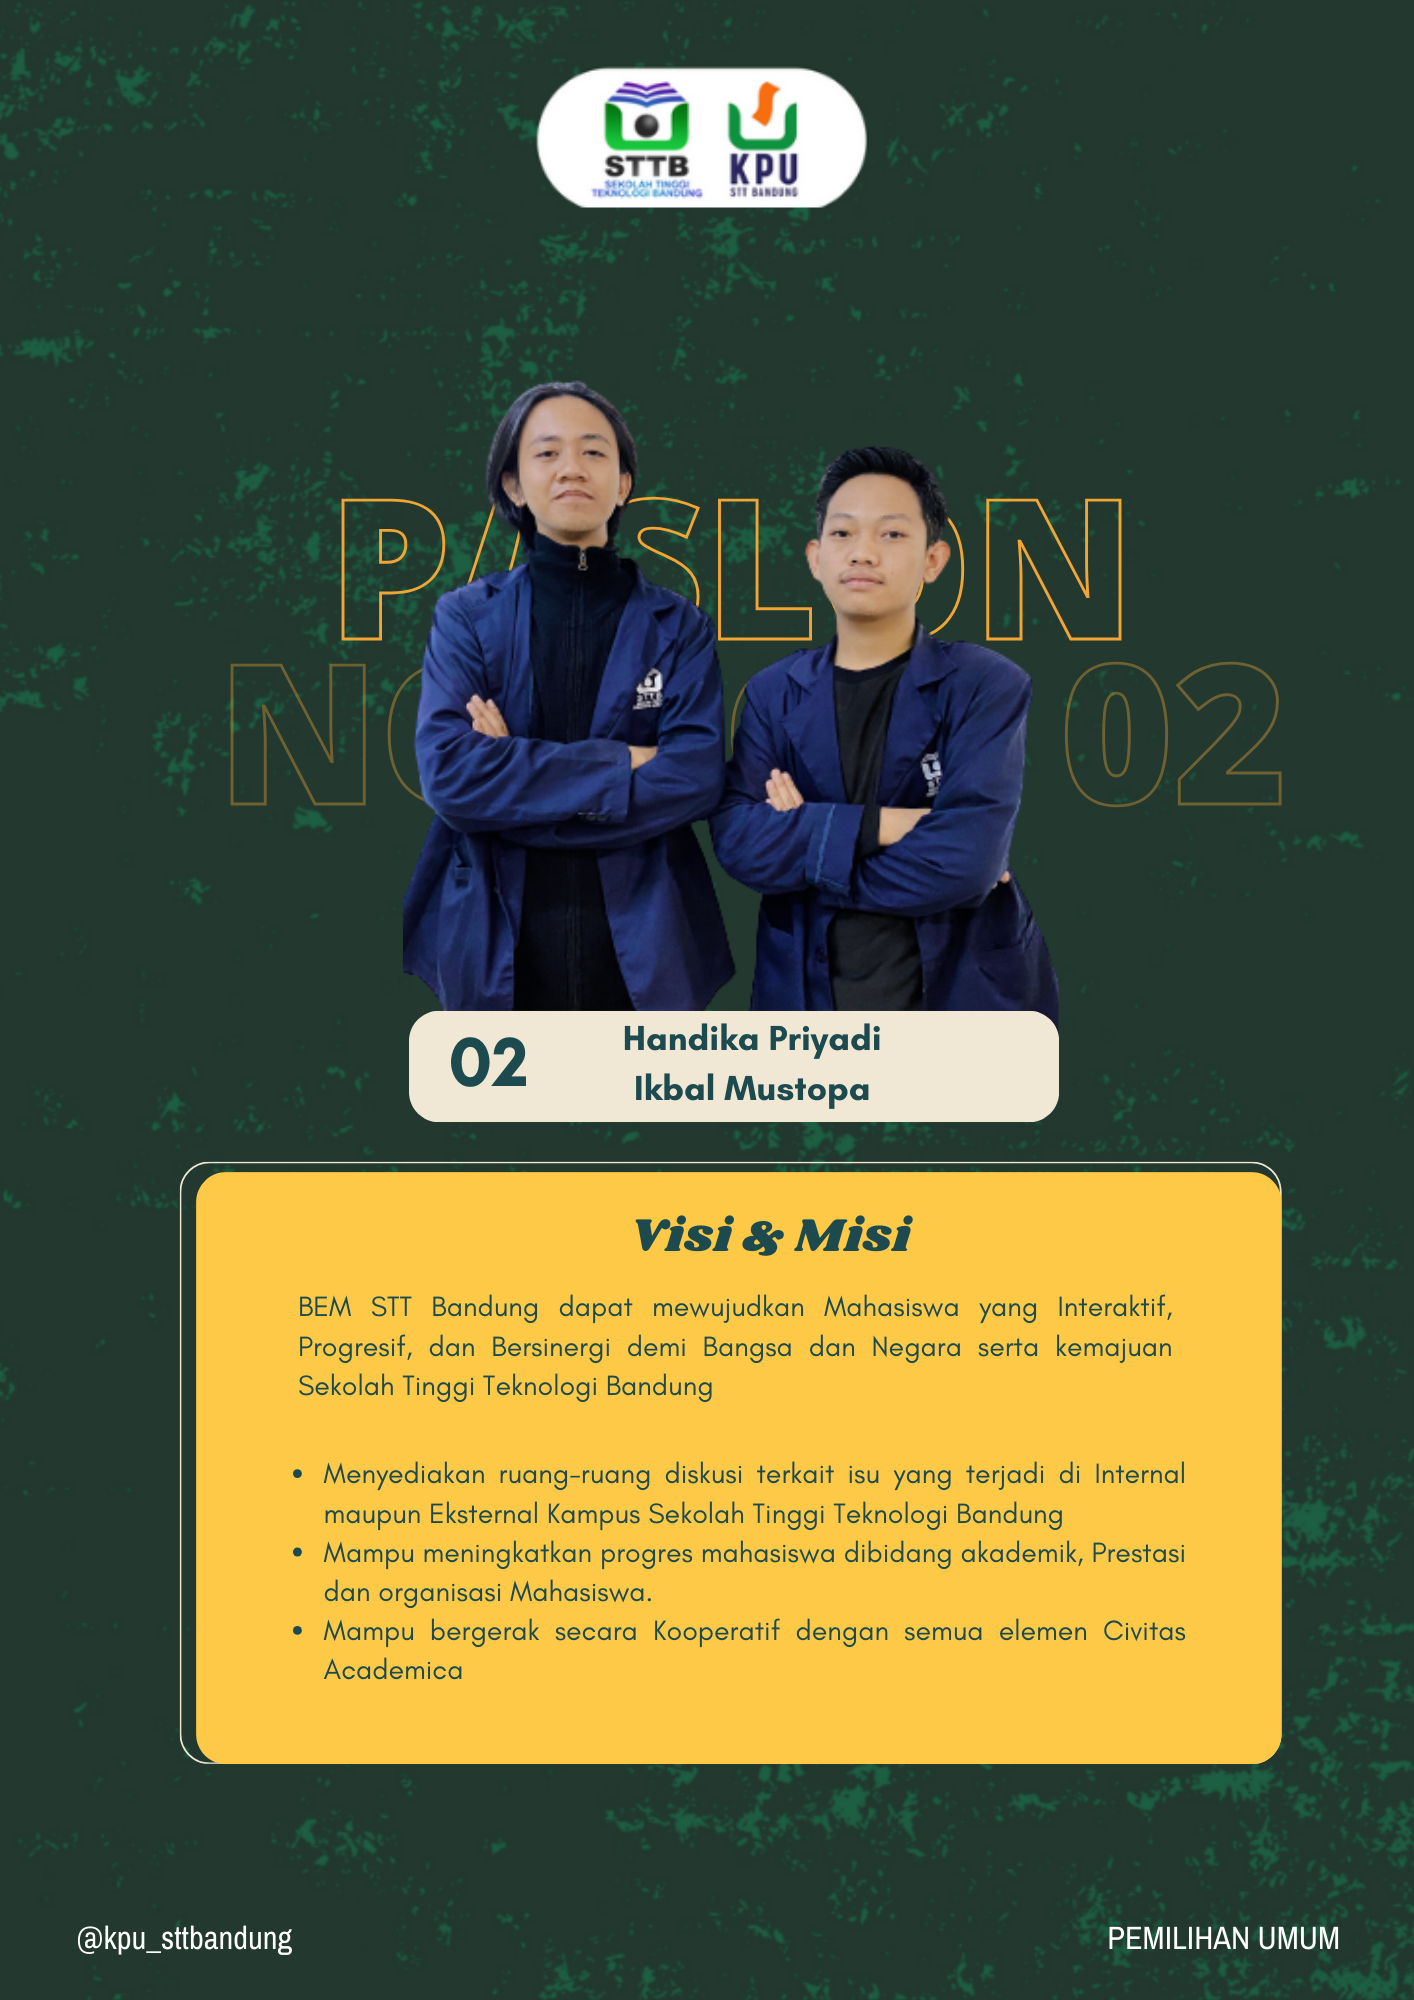 STTB
SEKOLAH TINGGI
TEKNOLOGI BANDUNG
KPU
STT BANDUNG
PASLON
02
02
Handika Priyadi
Ikbal Mustopa
Visi & Misi
BEM STT Bandung dapat mewujudkan Mahasiswa yang Interaktif,
Progresif, dan Bersinergi demi Bangsa dan Negara serta kemajuan
Sekolah Tinggi Teknologi Bandung
• Menyediakan ruang-ruang diskusi terkait isu yang terjadi di Internal
maupun Eksternal Kampus Sekolah Tinggi Teknologi Bandung
• Mampu meningkatkan progres mahasiswa dibidang akademik, Prestasi
dan organisasi Mahasiswa.
• Mampu bergerak secara Kooperatif dengan semua elemen Civitas
Academica
@kpu_sttbandung
PEMILIHAN UMUM